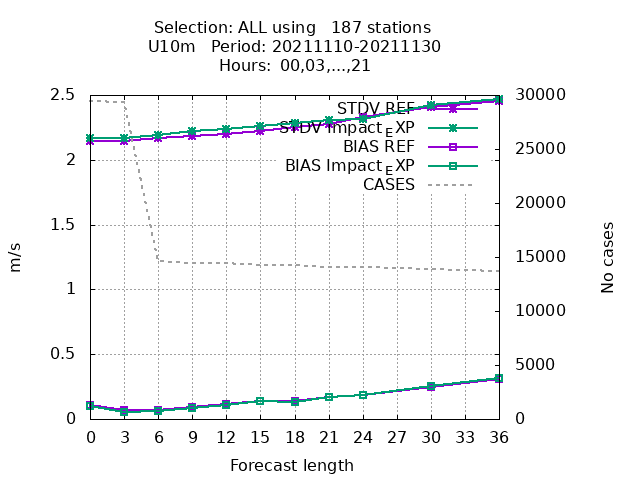 Selection: ALL using   187 stations
U10m   Period: 20211110-20211130
Hours: 00,03,...,21
STDV REF
STDV Impact_EXP
BIAS REF
BIAS Impact_EXP
CASES
2.5
2
1.5
1
0.5
0
m/s
30000
25000
20000
15000
10000
5000
0
No cases
0 3 6 9 12 15 18 21 24 27 30 33 36
Forecast length